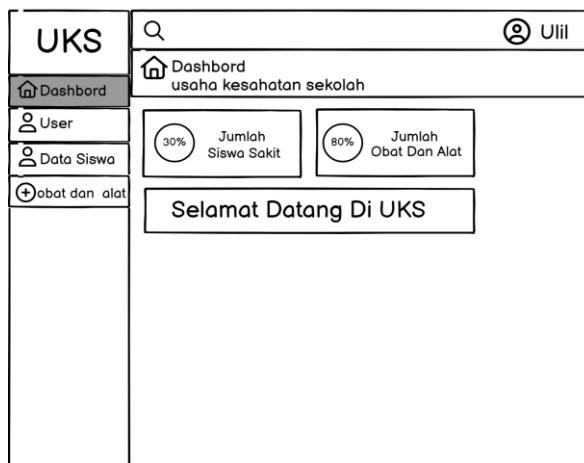 UKS
Ulil
Dashbord
usaha kesahatan sekolah
Dashbord
User
Data Siswa
obat dan alat
30%
Jumlah
Siswa Sakit
80%
Jumlah
Obat Dan Alat
Selamat Datang Di UKS